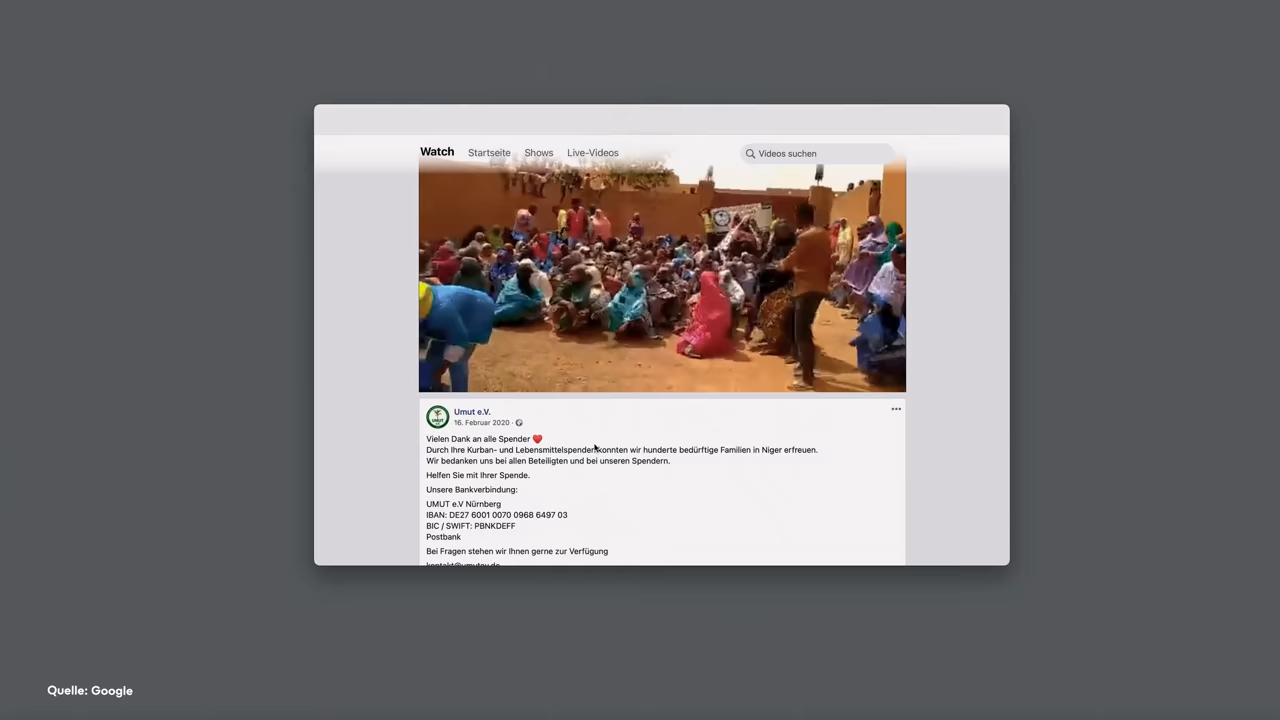 Watch Startseite Shows Live-Videos Videos suchen
Umut e.V.
16. Februar 2020 ·
Vielen Dank an alle Spender ❤️
Durch Ihre Kurban- und Lebensmittelspenden konnten wir hunderte bedürftige Familien in Niger erfreuen.
Wir bedanken uns bei allen Beteiligten und bei unseren Spendern.
Helfen Sie mit Ihrer Spende.
Unsere Bankverbindung:
UMUT e.V Nürnberg
IBAN: DE27 6001 0070 0968 6497 03
BIC / SWIFT: PBNKDEFF
Postbank
Bei Fragen stehen wir Ihnen gerne zur Verfügung
kontakt@umutev.de
Quelle: Google